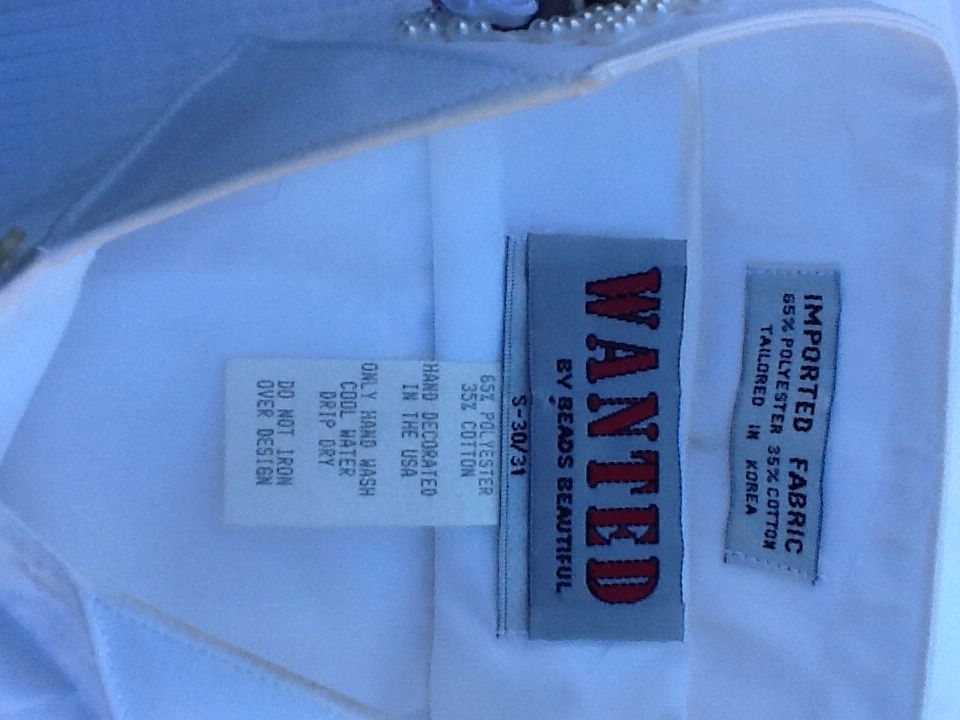 IMPORTED FABRIC
65% POLYESTER 35% COTTON
TAILORED IN KOREA
WANTED
BY BEADS BEAUTIFUL
S-30/31
65% POLYESTER
35% COTTON
HAND DECORATED
IN THE USA
ONLY HAND WASH
COOL WATER
DRIP DRY
DO NOT IRON
OVER DESIGN